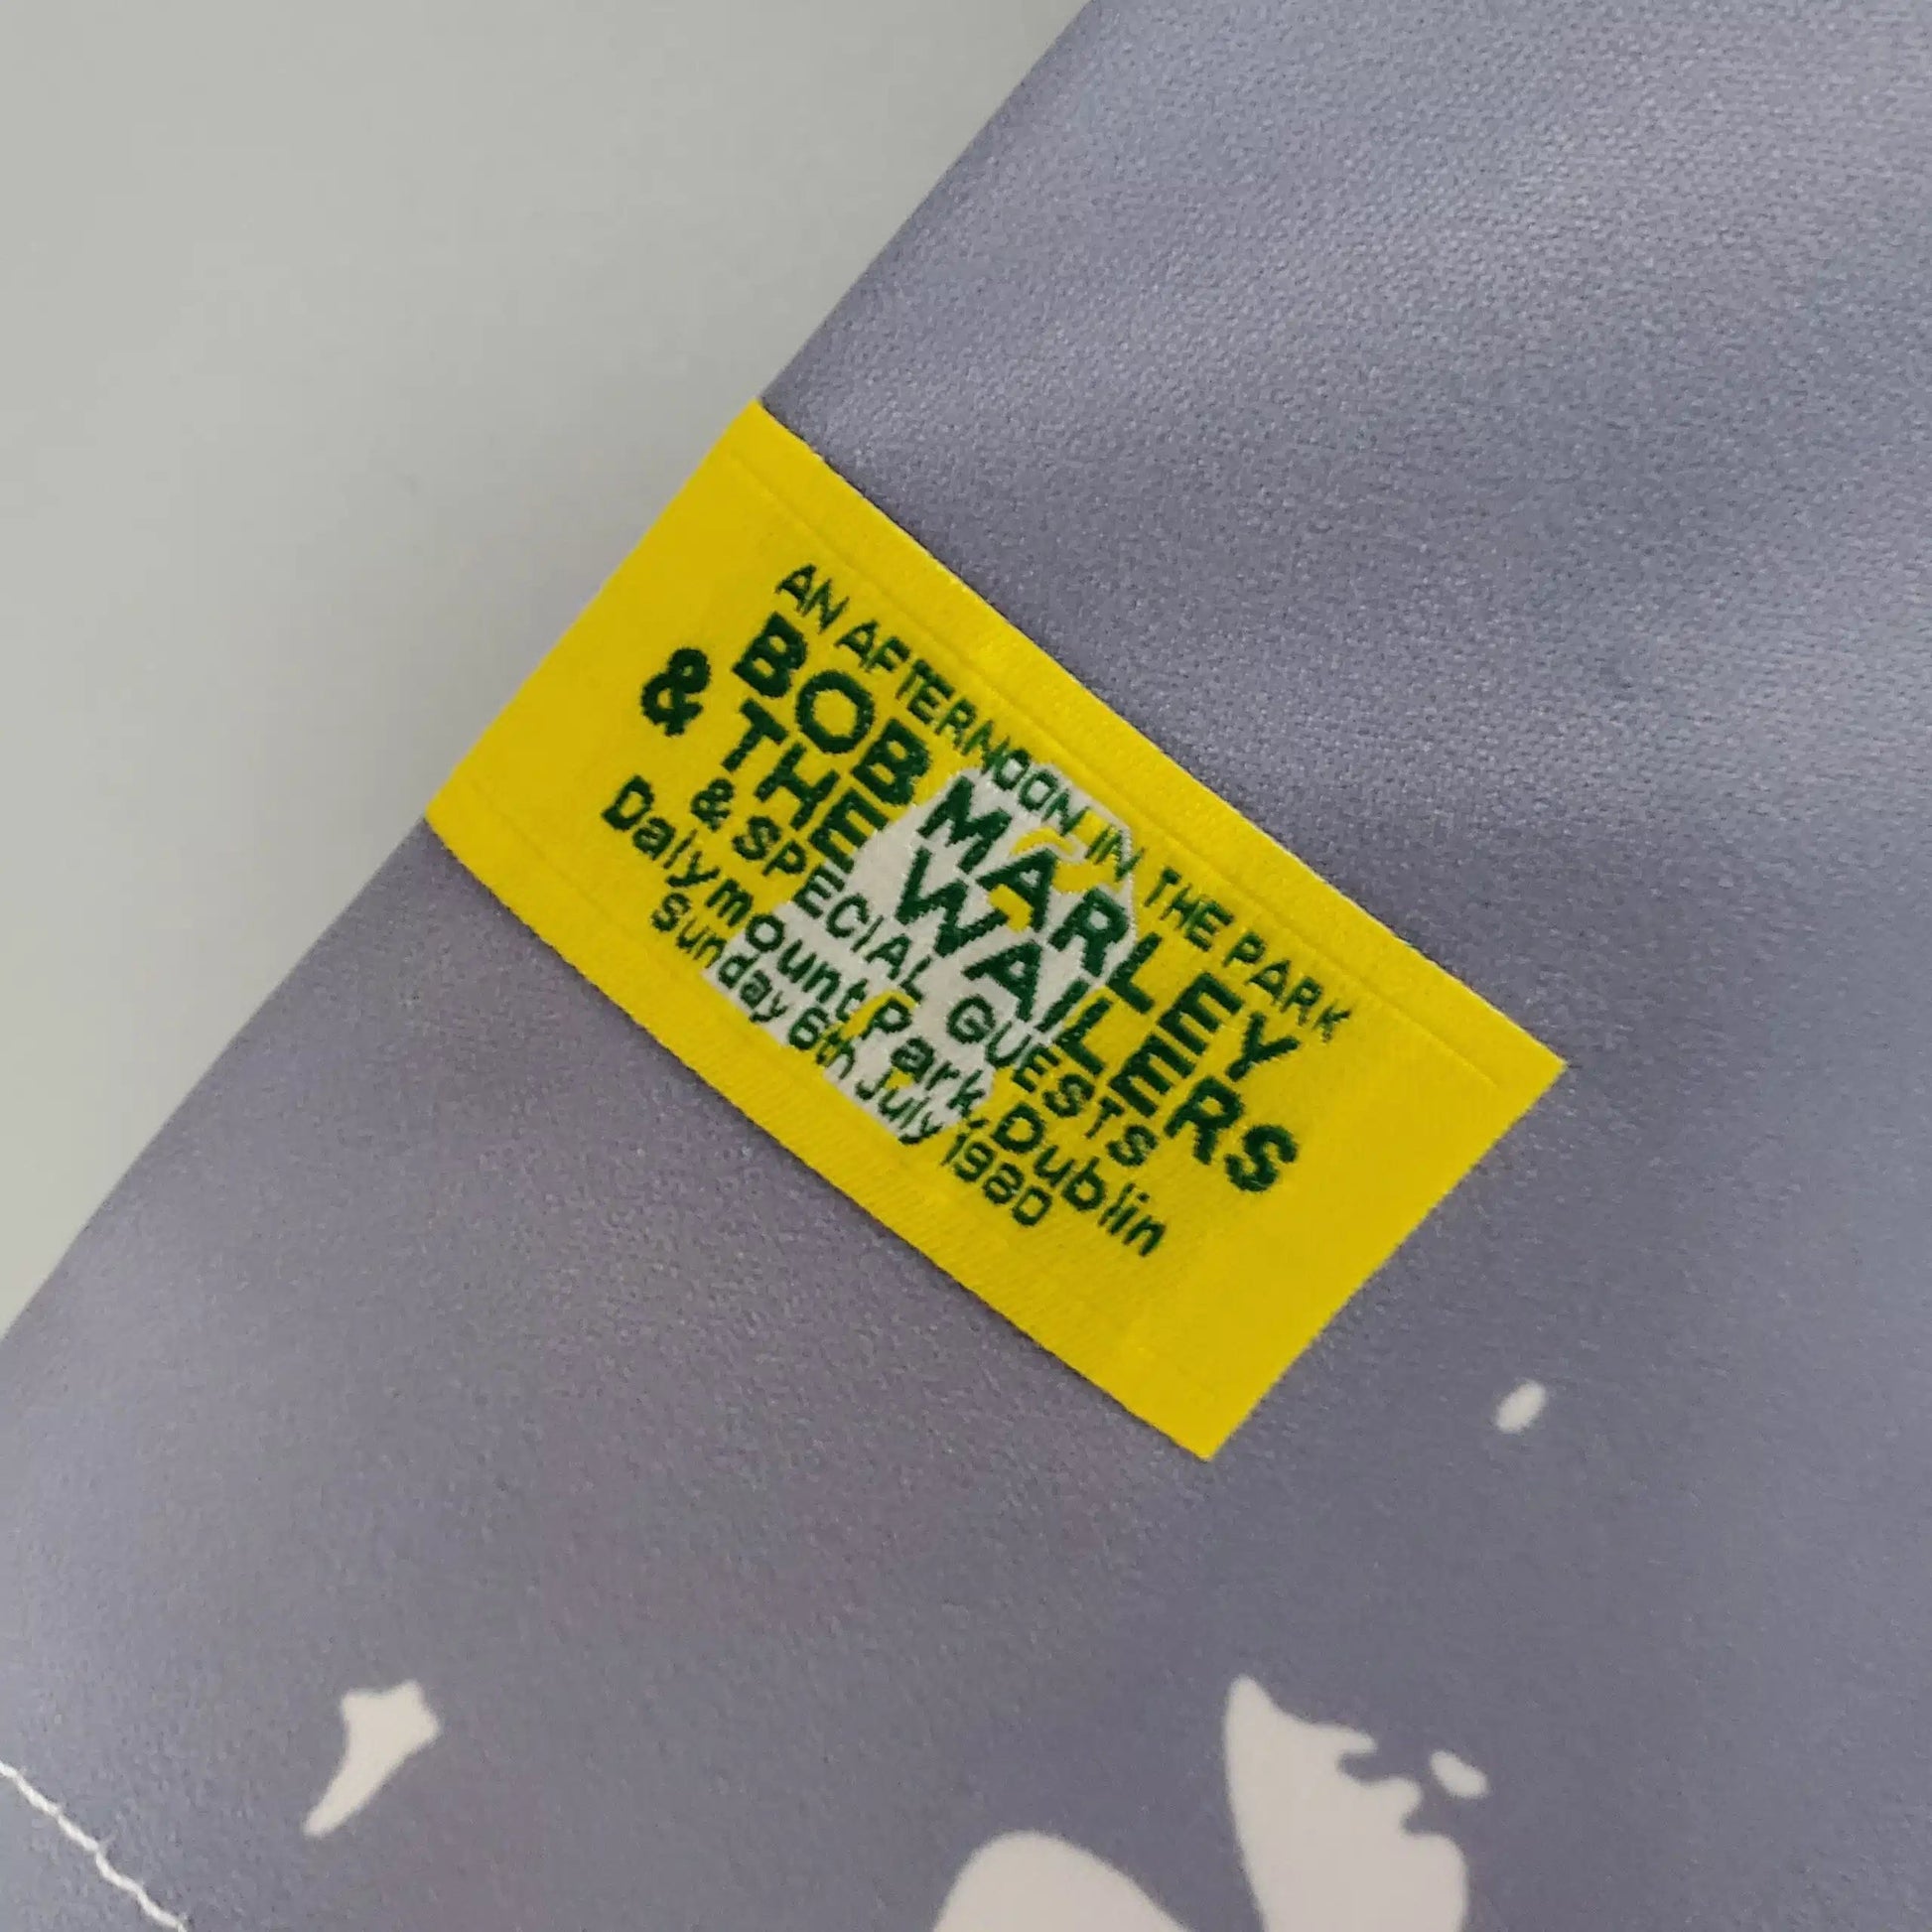 AN AFTERNOON IN THE PARK
BOB MARLEY
& THE WAILERS
& SPECIAL GUESTS
Dalymount Park, Dublin
Sunday 6th July 1980